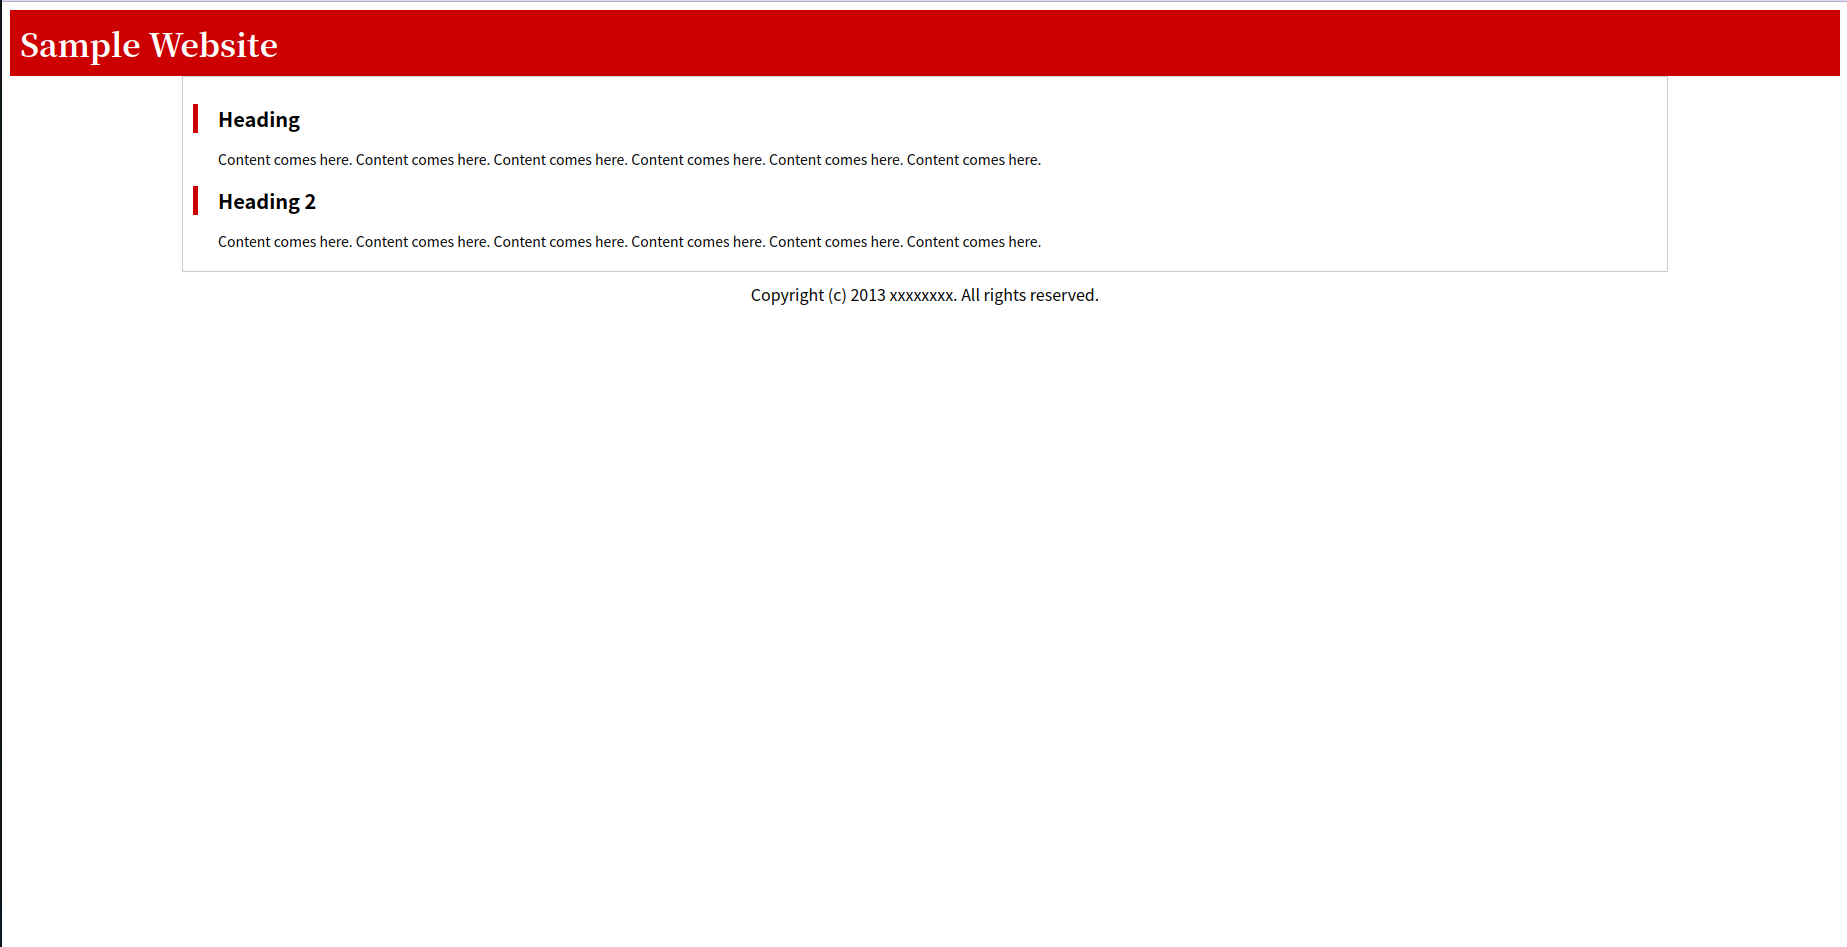 Sample Website
Heading
Content comes here. Content comes here. Content comes here. Content comes here. Content comes here. Content comes here.
Heading 2
Content comes here. Content comes here. Content comes here. Content comes here. Content comes here. Content comes here.
Copyright (c) 2013 xxxxxxxx. All rights reserved.